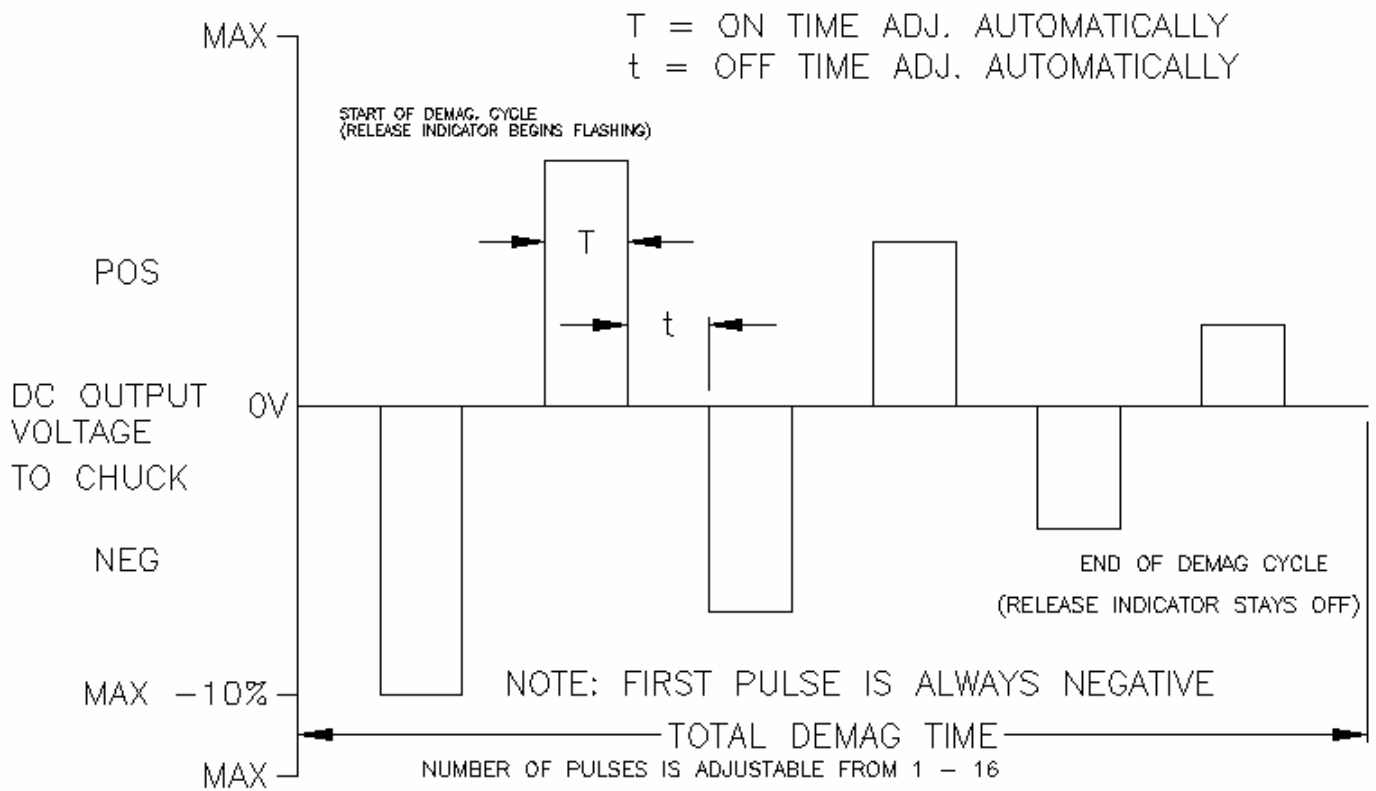 T = ON TIME ADJ. AUTOMATICALLY
MAX
t = OFF TIME ADJ. AUTOMATICALLY
START OF DEMAG. CYCLE
(RELEASE INDICATOR BEGINS FLASHING)
T
POS
t
DC OUTPUT
VOLTAGE
TO CHUCK
0V
NEG
END OF DEMAG CYCLE
(RELEASE INDICATOR STAYS OFF)
MAX -10%
NOTE: FIRST PULSE IS ALWAYS NEGATIVE
TOTAL DEMAG TIME
MAX
NUMBER OF PULSES IS ADJUSTABLE FROM 1 - 16